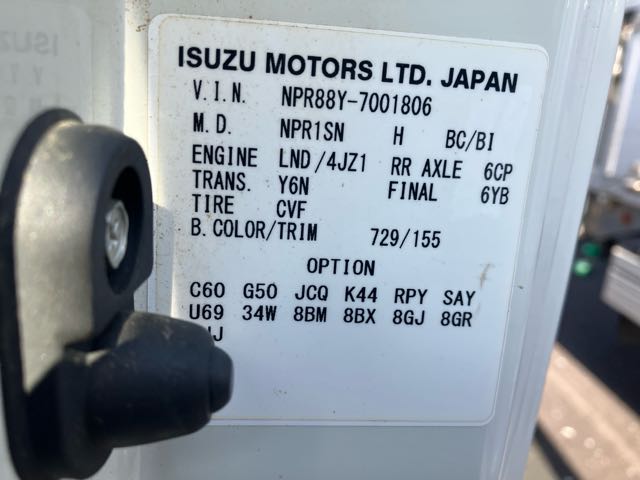 ISUZU MOTORS LTD. JAPAN
V.I.N. NPR88Y-7001806
M.D. NPR1SN H BC/BI
ENGINE LND/4JZ1 RR AXLE 6CP
TRANS. Y6N FINAL 6YB
TIRE CVF
B.COLOR/TRIM 729/155
OPTION
C60 G50 JCQ K44 RPY SAY
U69 34W 8BM 8BX 8GJ 8GR